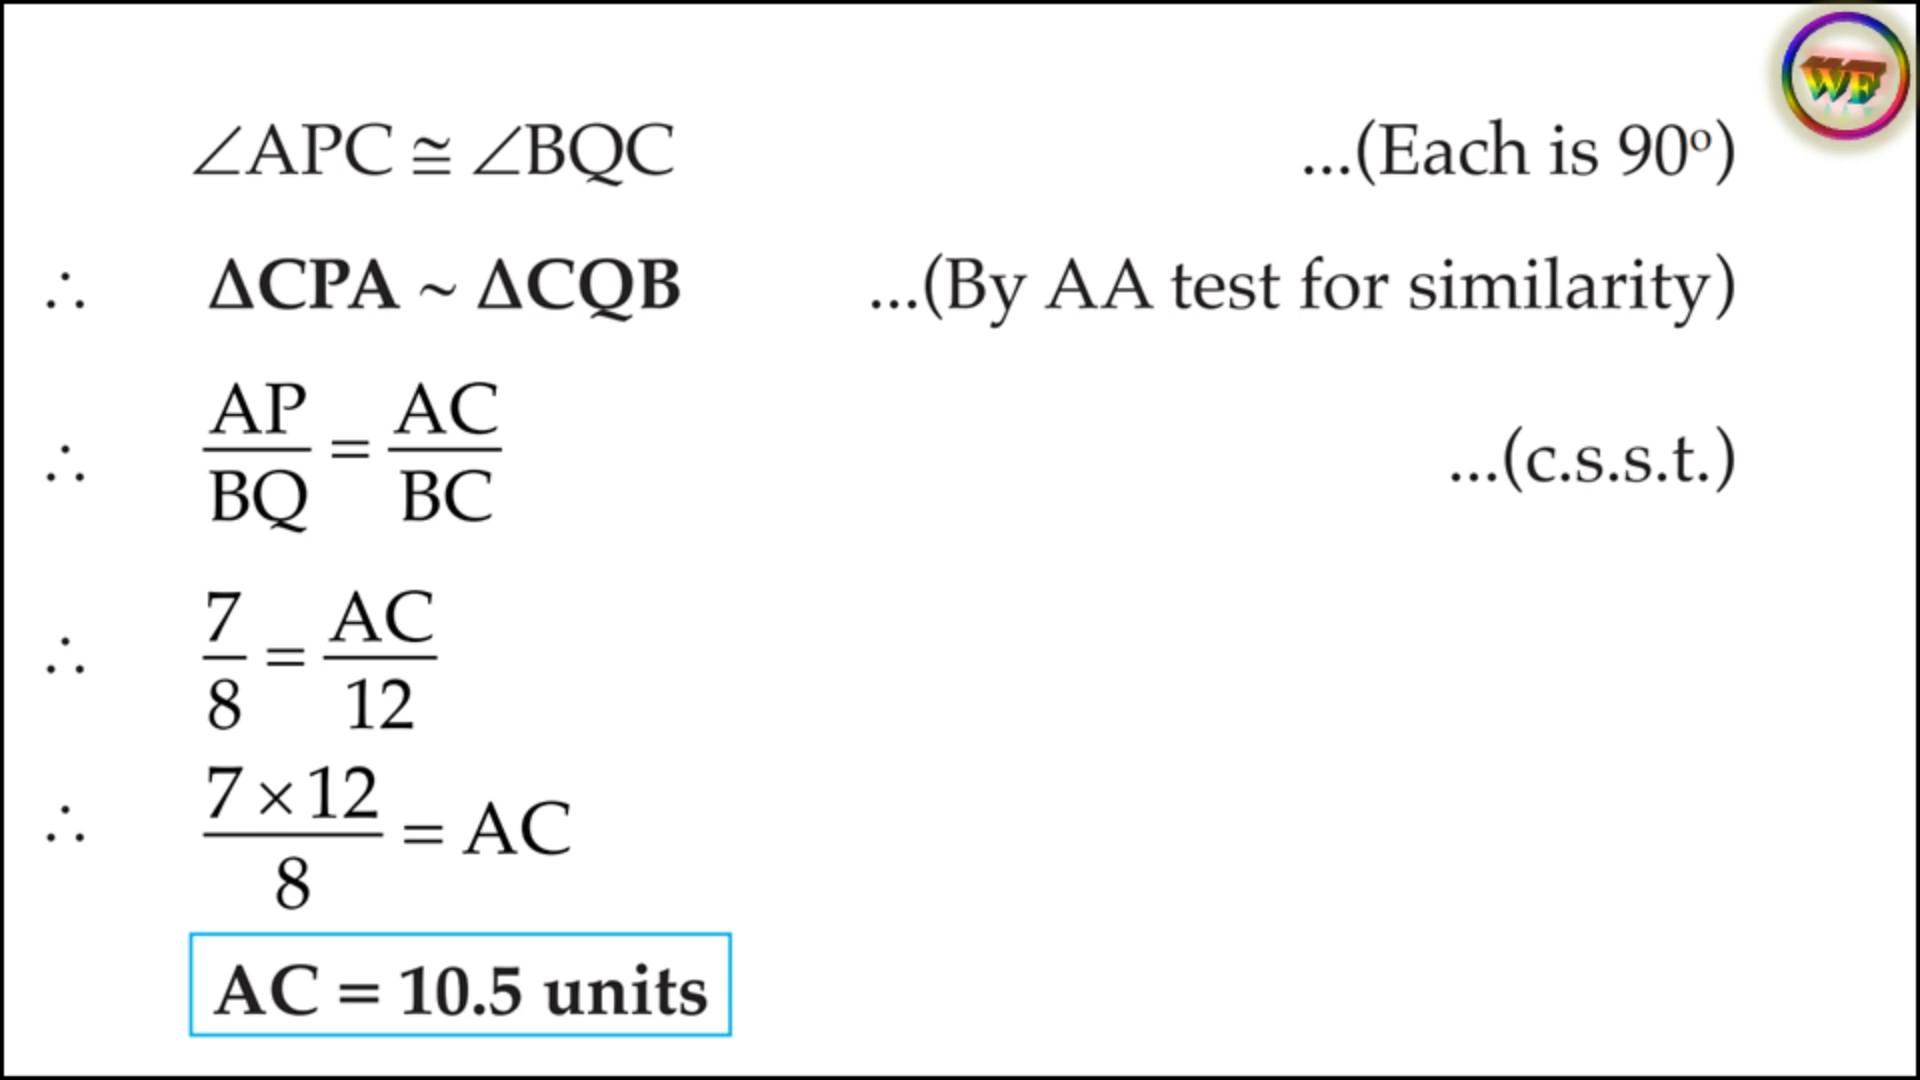 WE
∠APC ≅ ∠BQC ...(Each is 90°)
∴ ΔCPA ~ ΔCQB ...(By AA test for similarity)
∴ AP/BQ = AC/BC ...(c.s.s.t.)
∴ 7/8 = AC/12
∴ 7 × 12/8 = AC
AC = 10.5 units